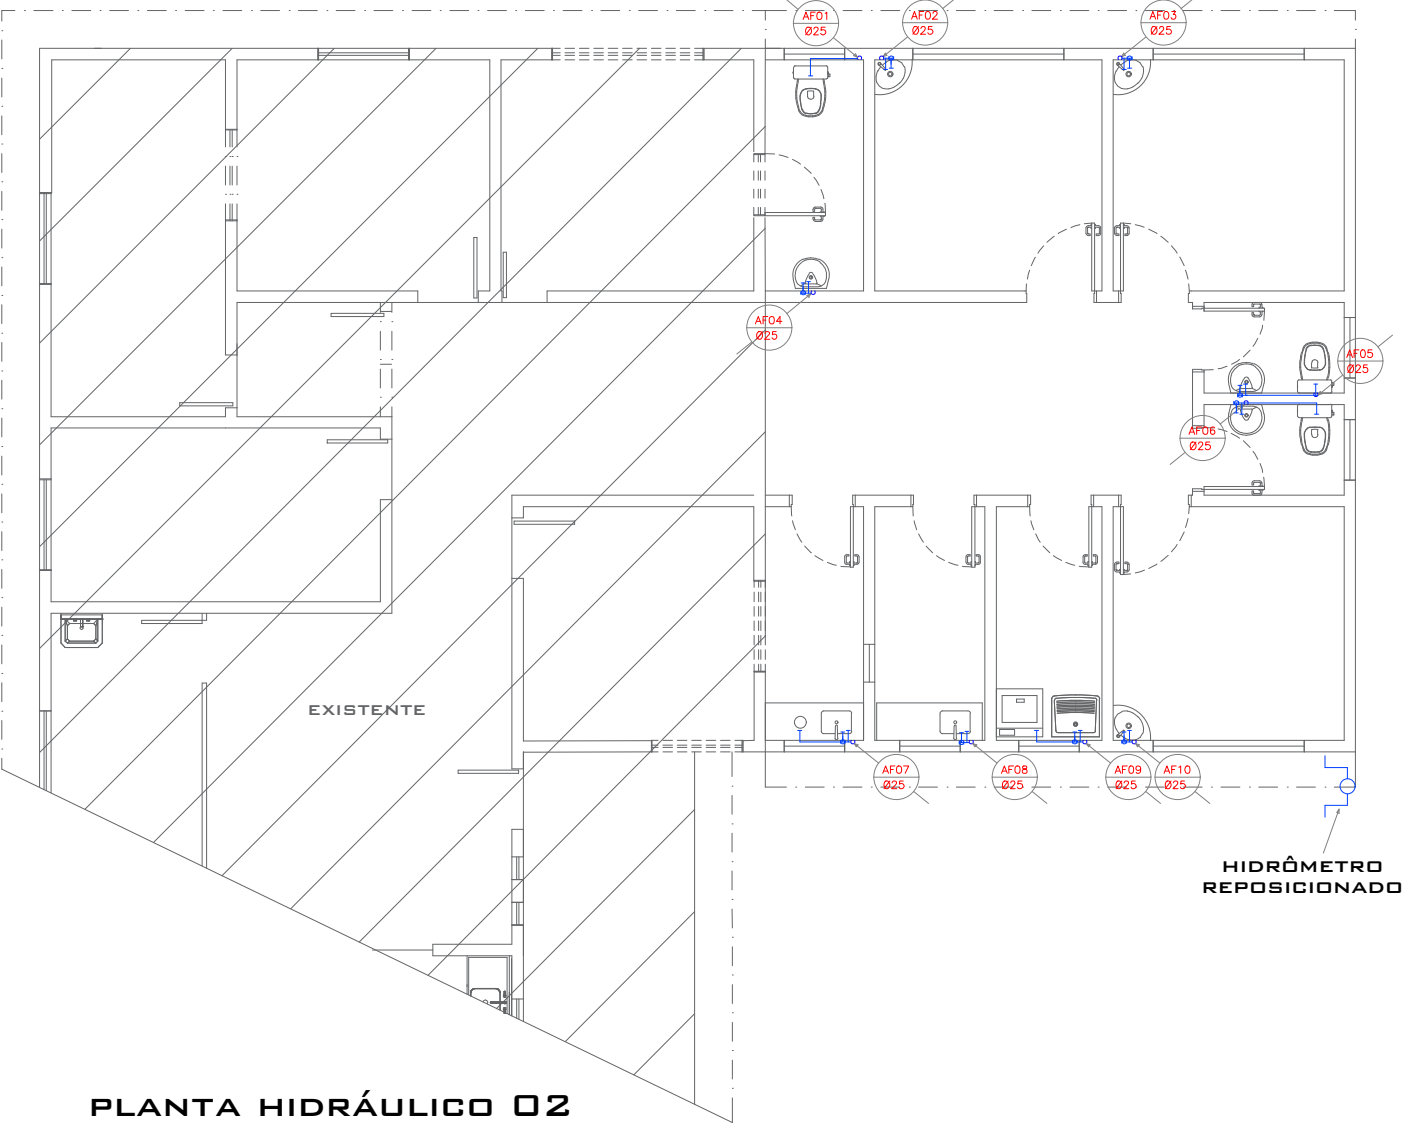 AF01
Ø25
AF02
Ø25
AF03
Ø25
AF04
Ø25
AF05
Ø25
AF06
Ø25
EXISTENTE
AF07
Ø25
AF08
Ø25
AF09
Ø25
AF10
Ø25
HIDRÔMETRO
REPOSICIONADO
PLANTA HIDRÁULICO 02